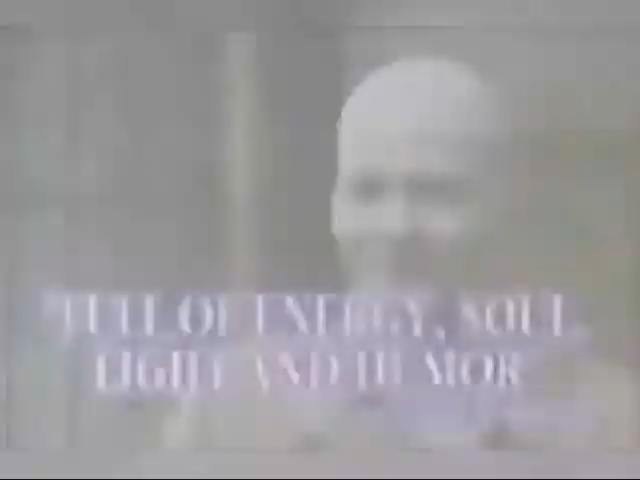 "FULL OF ENERGY, SOUL,
LIGHT AND HUMOR"